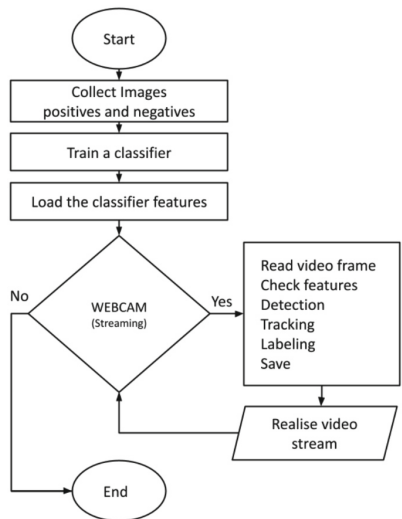 Start
Collect Images
positives and negatives
Train a classifier
Load the classifier features
No
WEBCAM
(Streaming)
Yes
Read video frame
Check features
Detection
Tracking
Labeling
Save
Realise video
stream
End